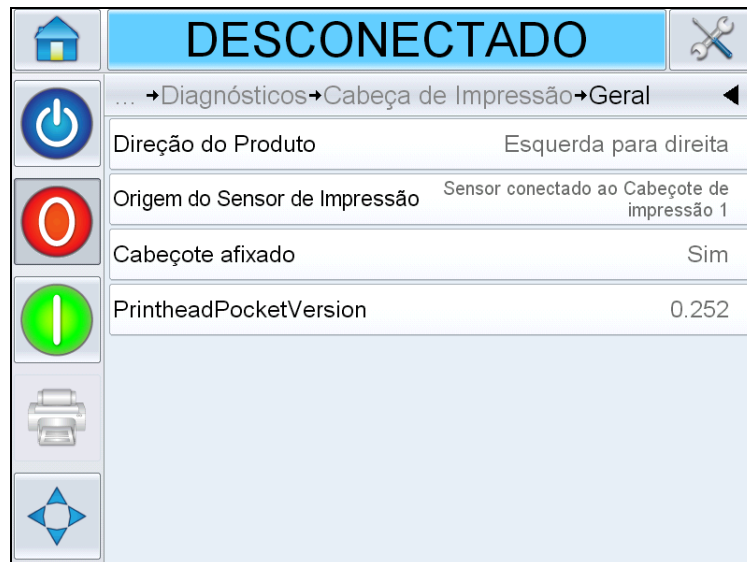 DESCONECTADO
... →Diagnósticos→Cabeça de Impressão→Geral
Direção do Produto Esquerda para direita
Origem do Sensor de Impressão Sensor conectado ao Cabeçote de
impressão 1
Cabeçote afixado Sim
PrintheadPocketVersion 0.252